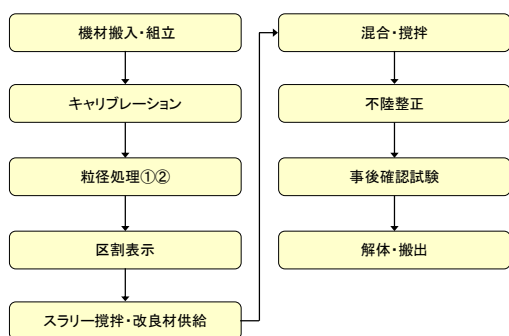 機材搬入・組立
キャリブレーション
粒径処理①②
区割表示
スラリー撹拌・改良材供給
混合・撹拌
不陸整正
事後確認試験
解体・搬出